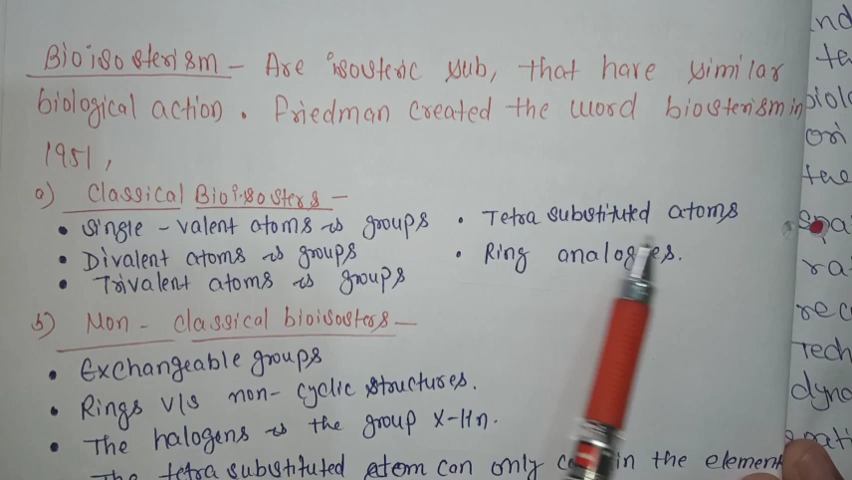 Bioisosterism - Are isosteric sub, that have similar
biological action. Friedman created the word biosterism in
1951,
a) Classical Bioisosters -
• Single - valent atoms & groups
• Divalent atoms & groups
• Trivalent atoms & groups
• Tetra substituted atoms
• Ring analoges.
b) Non - classical bioisosters -
• Exchangeable groups
• Rings v/s non-cyclic structures.
• The halogens & the group X-Hn.
The tetra substituted atom can only in the element